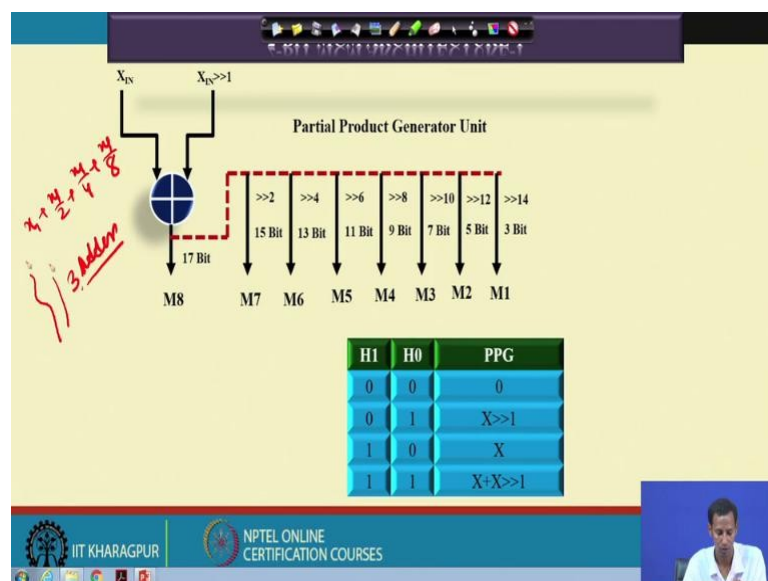 X_IN X_IN>>1
Partial Product Generator Unit
x₁ + x₁/2 + x₁/4 + x₁/8
3. Adders
>>2 >>4 >>6 >>8 >>10 >>12 >>14
15 Bit 13 Bit 11 Bit 9 Bit 7 Bit 5 Bit 3 Bit
17 Bit
M8 M7 M6 M5 M4 M3 M2 M1
H1 H0 PPG
0 0 0
0 1 X>>1
1 0 X
1 1 X+X>>1
IIT KHARAGPUR
NPTEL ONLINE
CERTIFICATION COURSES